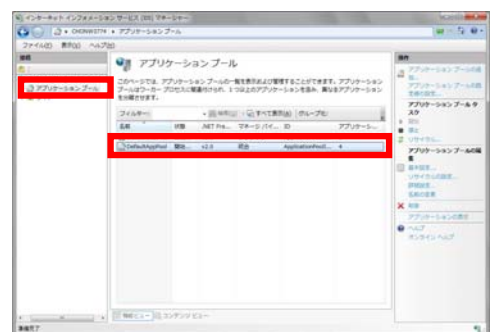 インターネット インフォメーション サービス (IIS) マネージャー
CHONW3774 ▸ アプリケーション プール
ファイル(F) 表示(V) ヘルプ(H)
接続
アプリケーション プール
アプリケーション プール
このページでは、アプリケーション プールの一覧を表示および管理することができます。アプリケーション
プールはワーカー プロセスに関連付けられ、1 つ以上のアプリケーションを含み、異なるアプリケーション
を分離させます。
フィルター: すべて表示(A) グループ化:
名前 状態 .NET Fra... マネージ パイ... ID アプリケーシ...
DefaultAppPool 開始... v2.0 統合 ApplicationPoolI... 4
操作
アプリケーション プールの追加...
アプリケーション プールの既定値の設定...
アプリケーション プール タスク
開始
停止
リサイクル...
アプリケーション プールの編集
基本設定...
リサイクルの設定...
詳細設定...
名前の変更
削除
アプリケーションの表示
ヘルプ
オンライン ヘルプ
機能ビュー コンテンツ ビュー
準備完了